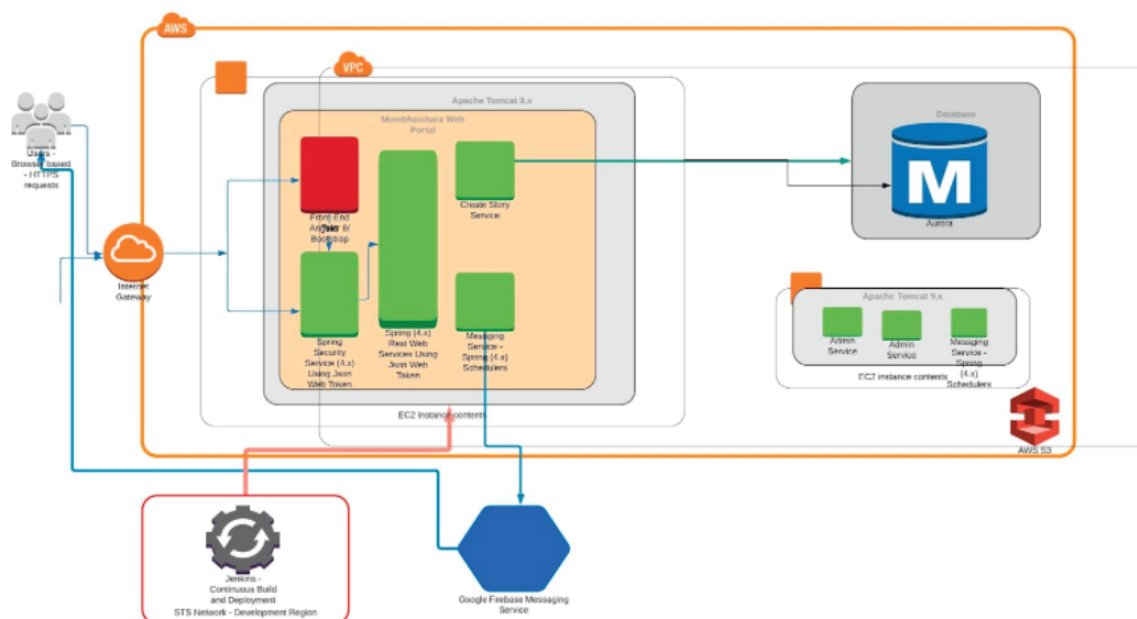 AWS
VPC
Apache Tomcat 9.x
Mumbhaichara Web
Portal
Users -
Browser based
- HTTPS
requests
Internet
Gateway
Front-End
Angular 8/
Bootstrap
Spring
Security
Service (4.x)
Using Json
Web Token
Spring (4.x)
Rest Web
Services Using
Json Web
Token
Create Story
Service
Messaging
Service -
Spring (4.x)
Schedulers
EC2 instance contents
Database
M
Aurora
Apache Tomcat 9.x
Admin
Service
Admin
Service
Messaging
Service -
Spring
(4.x)
Schedulers
EC2 instance contents
AWS S3
Jenkins -
Continuous Build
and Deployment
STS Network - Development Region
Google Firebase Messaging
Service